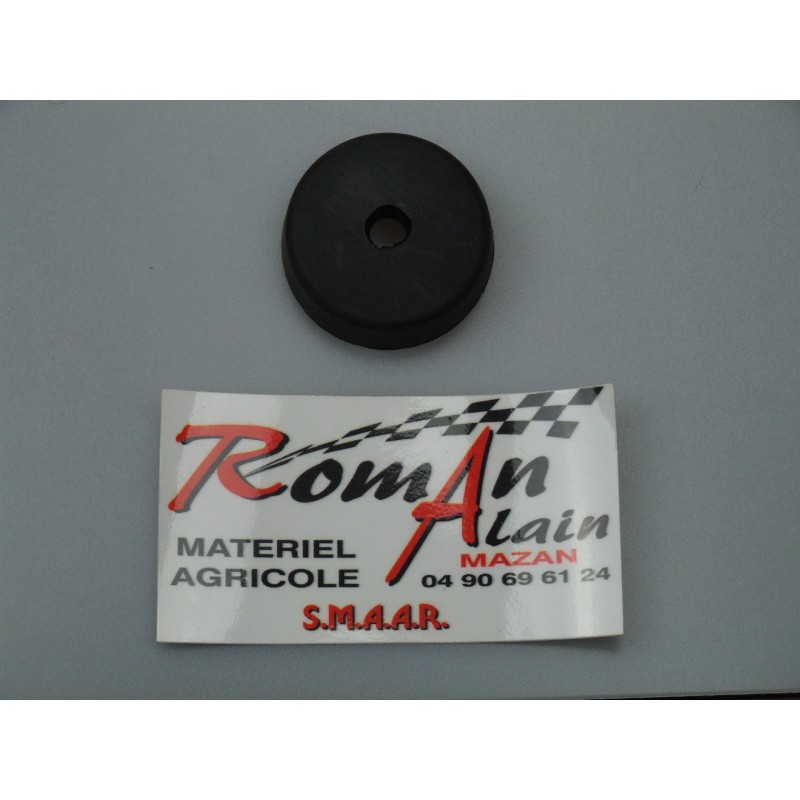 RomAn
Alain
MATERIEL
AGRICOLE
MAZAN
04 90 69 61 24
S.M.A.A.R.